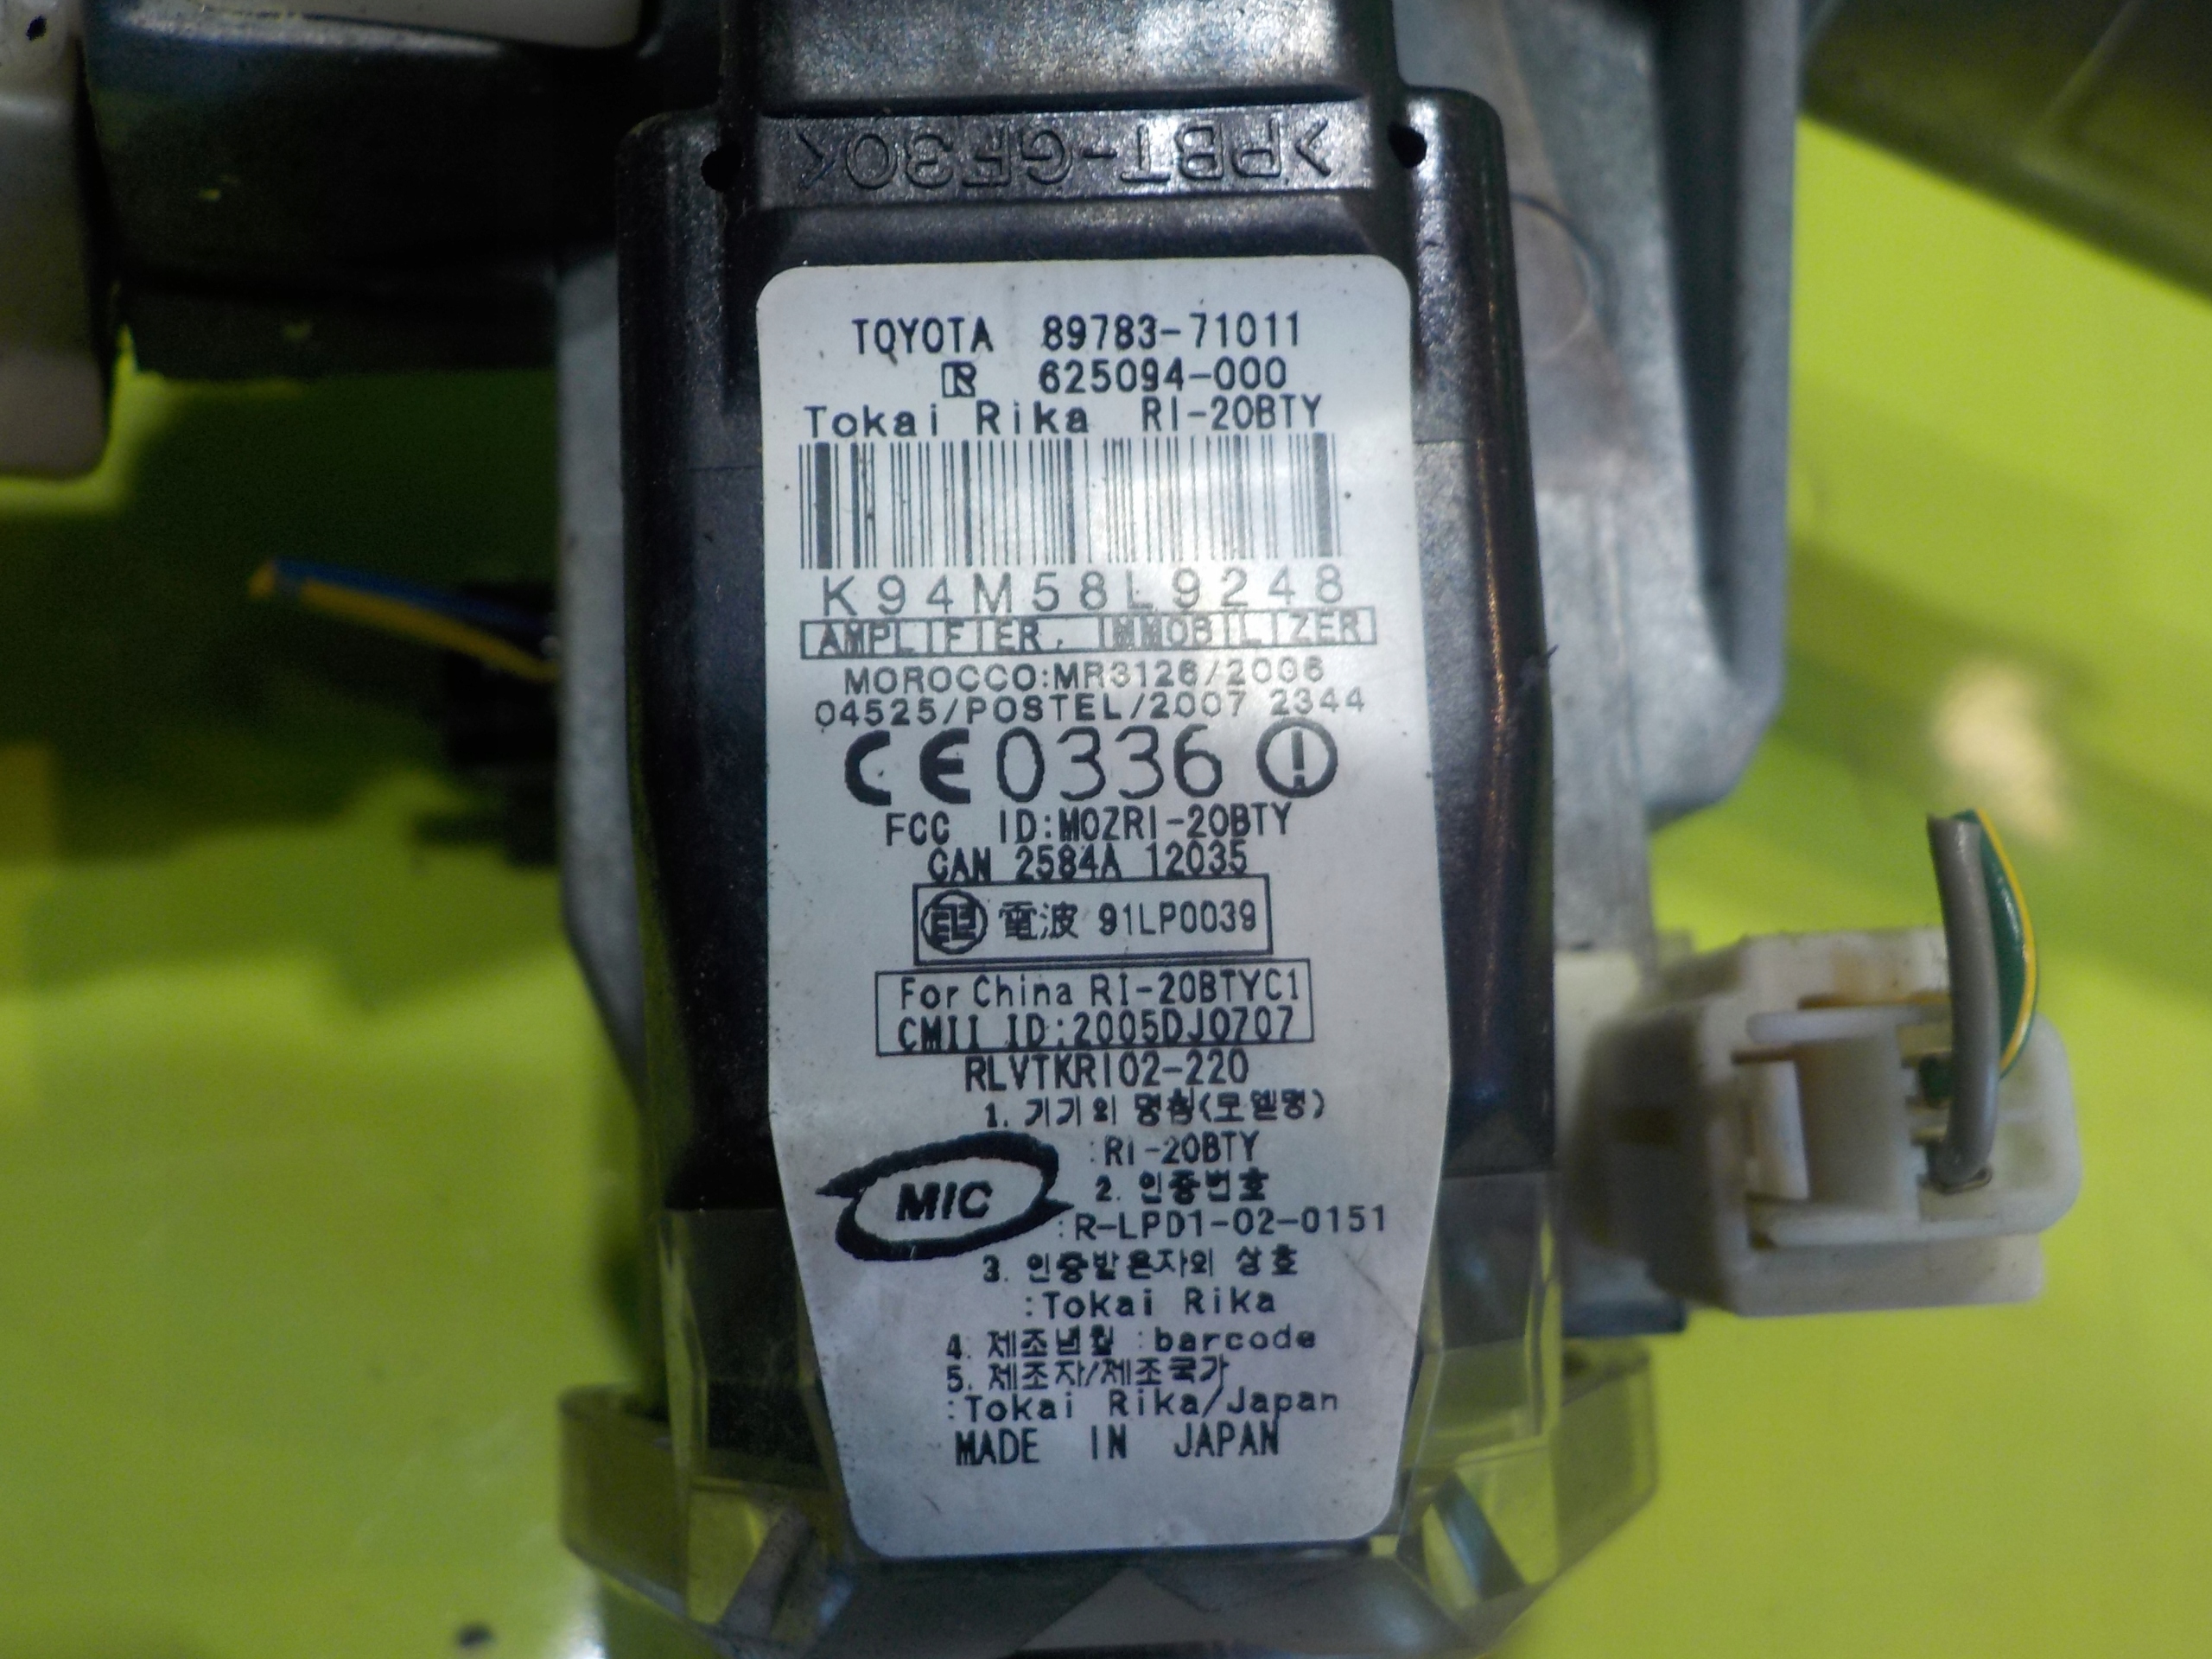 >PBT-GF30<
TOYOTA 89783-71011
R 625094-000
Tokai Rika RI-20BTY
K94M58L9248
AMPLIFIER, IMMOBILIZER
MOROCCO:MR3126/2006
04525/POSTEL/2007 2344
CE0336
FCC ID:MOZRI-20BTY
CAN 2584A 12035
電波 91LP0039
For China RI-20BTYC1
CMII ID:2005DJ0707
RLVTKRI02-220
1. 기기의 명칭(모델명)
:RI-20BTY
MIC
2. 인증번호
:R-LPD1-02-0151
3. 인증받은자의 상호
:Tokai Rika
4. 제조년월 :barcode
5. 제조자/제조국가
:Tokai Rika/Japan
MADE IN JAPAN